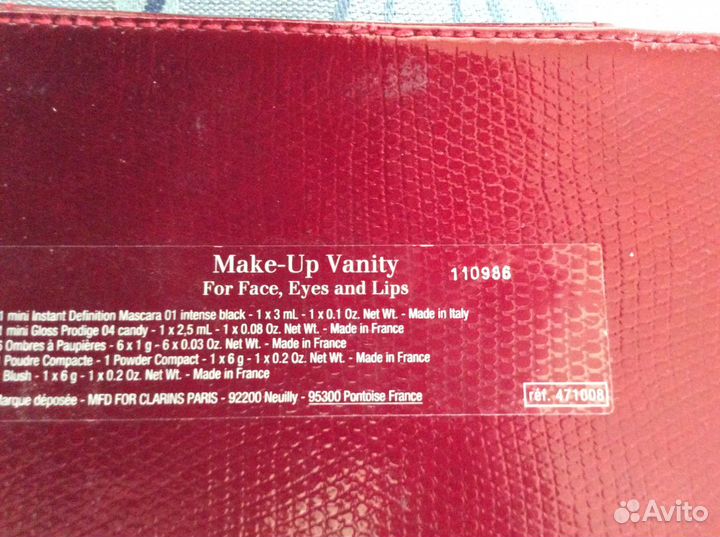 Make-Up Vanity 110986
For Face, Eyes and Lips
1 mini Instant Definition Mascara 01 intense black - 1 x 3 mL - 1 x 0.1 Oz. Net Wt. - Made in Italy
1 mini Gloss Prodige 04 candy - 1 x 2,5 mL - 1 x 0.08 Oz. Net Wt. - Made in France
6 Ombres à Paupières - 6 x 1 g - 6 x 0.03 Oz. Net Wt. - Made in France
1 Poudre Compacte - 1 Powder Compact - 1 x 6 g - 1 x 0.2 Oz. Net Wt. - Made in France
Blush - 1 x 6 g - 1 x 0.2 Oz. Net Wt. - Made in France
arque déposée - MFD FOR CLARINS PARIS - 92200 Neuilly - 95300 Pontoise France
réf. 471008
Avito